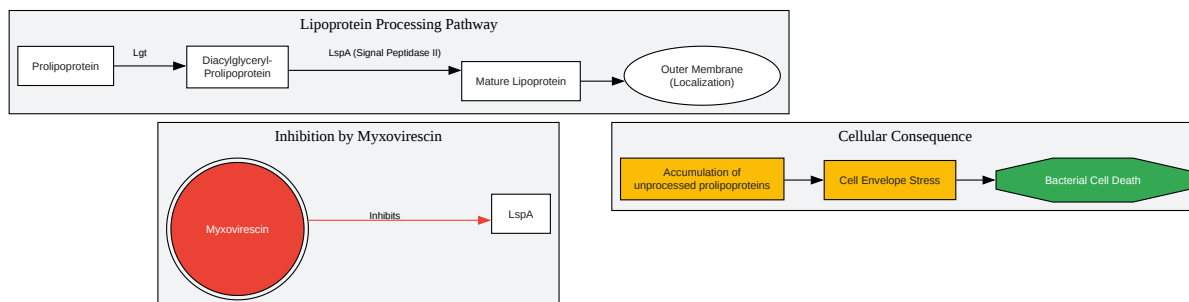 Lipoprotein Processing Pathway
Prolipoprotein
Lgt
Diacylglyceryl-
Prolipoprotein
LspA (Signal Peptidase II)
Mature Lipoprotein
Outer Membrane
(Localization)
Inhibition by Myxovirescin
Myxovirescin
Inhibits
LspA
Cellular Consequence
Accumulation of
unprocessed prolipoproteins
Cell Envelope Stress
Bacterial Cell Death